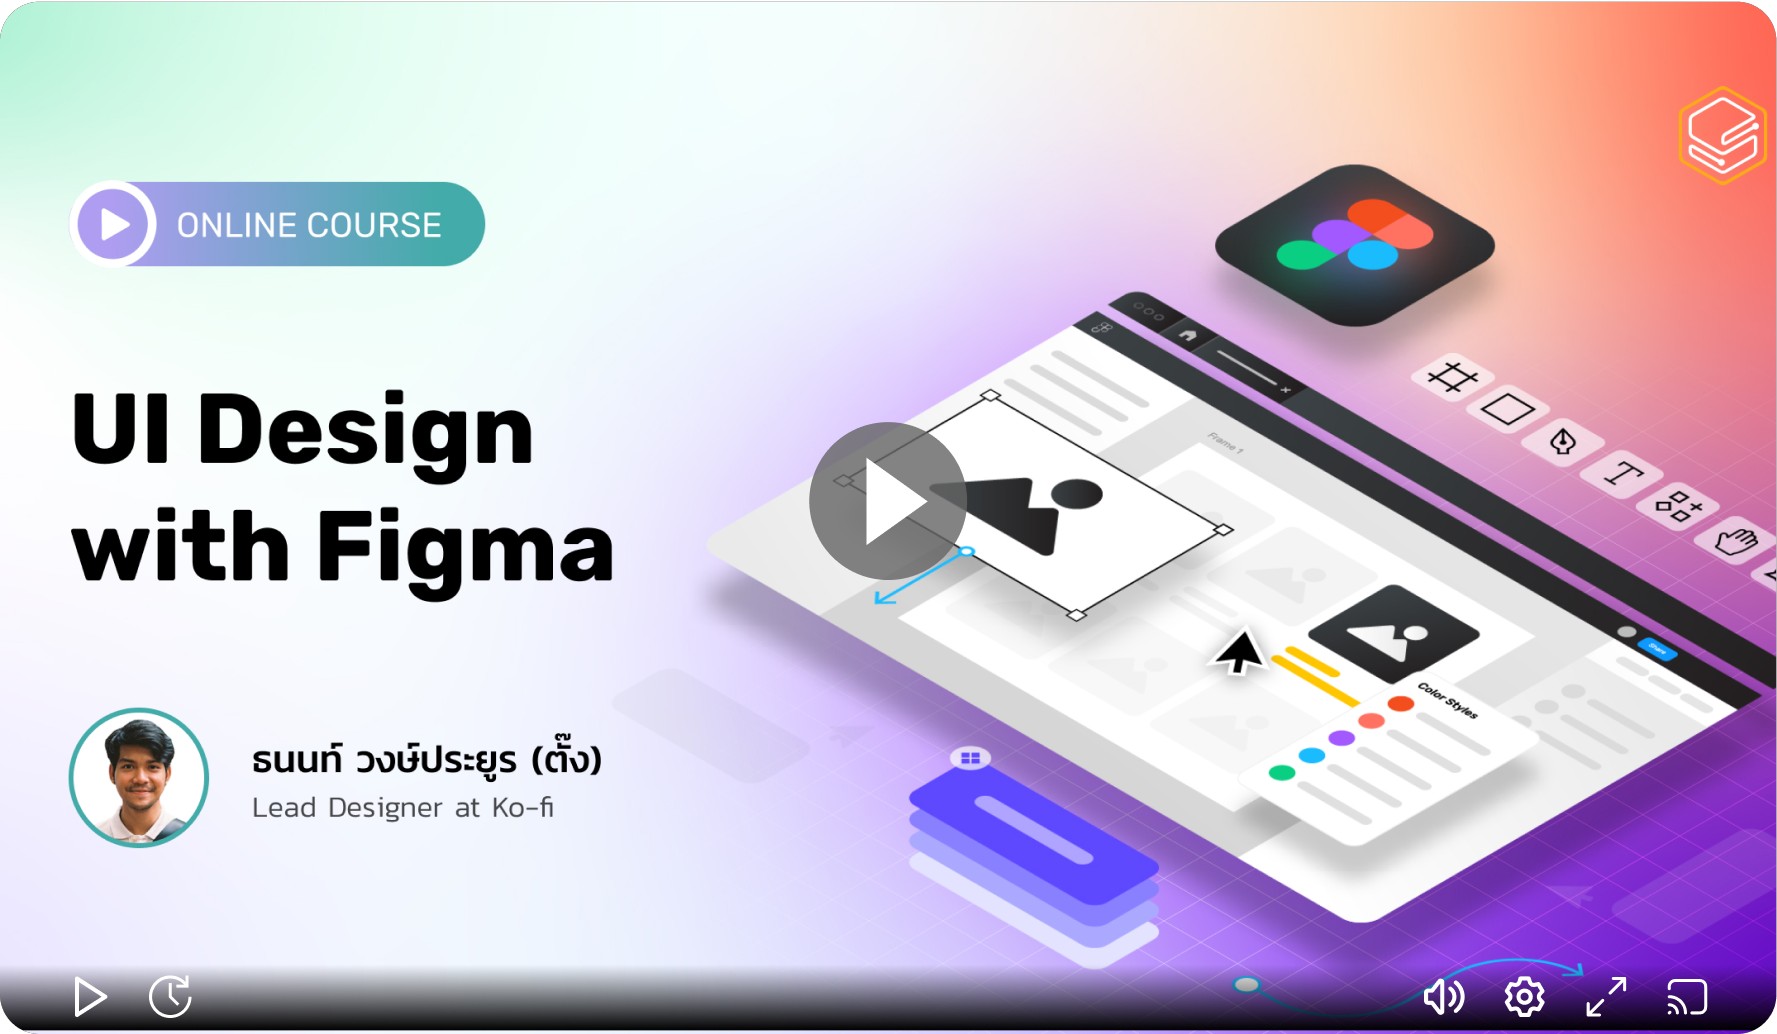 ONLINE COURSE
UI Design
with Figma
ธนนท์ วงษ์ประยูร (ตั๊ง)
Lead Designer at Ko-fi
Frame 1
Share
Color Styles